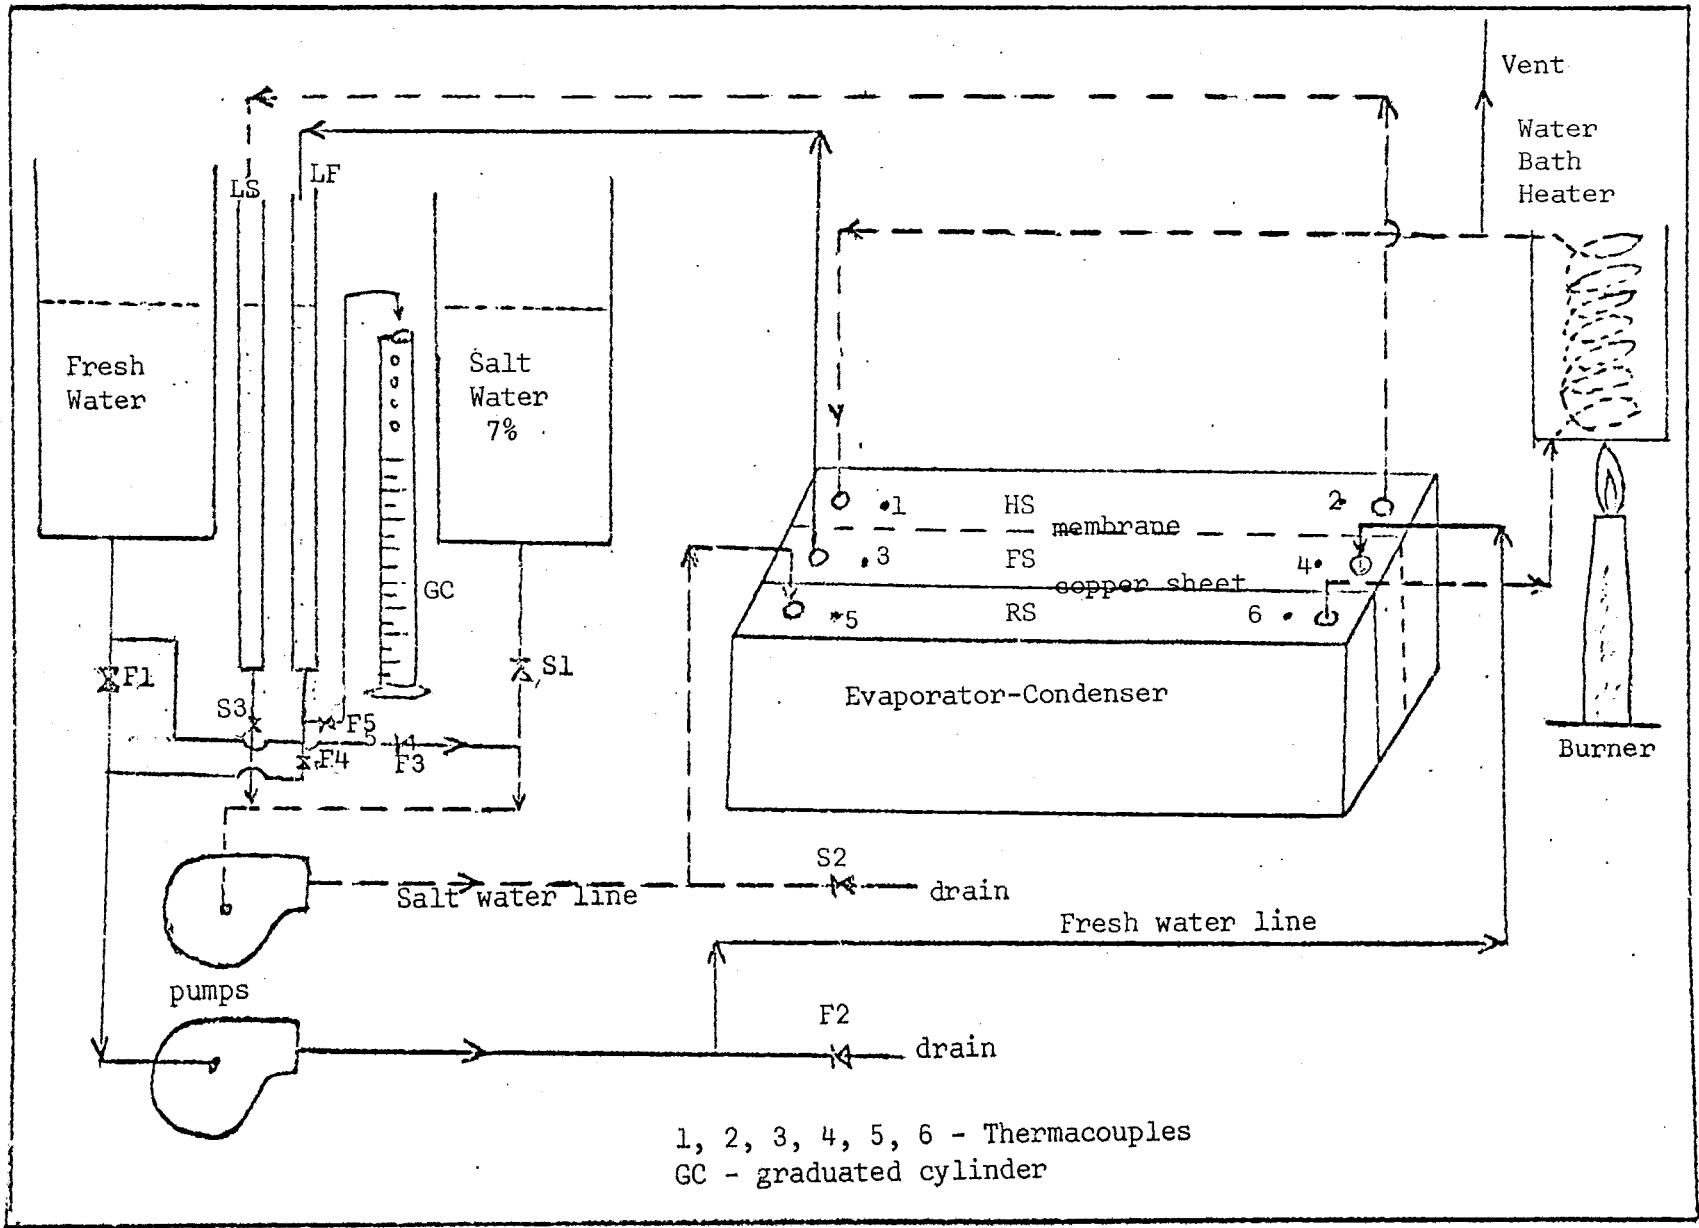 Vent
Water
Bath
Heater
LS
LF
Fresh
Water
Salt
Water
7%
GC
1
HS
2
membrane
3
FS
4
copper sheet
5
RS
6
Evaporator-Condenser
F1
S1
S3
F5
5
F4
F3
Burner
S2
Salt water line
drain
Fresh water line
pumps
F2
drain
1, 2, 3, 4, 5, 6 - Thermacouples
GC - graduated cylinder